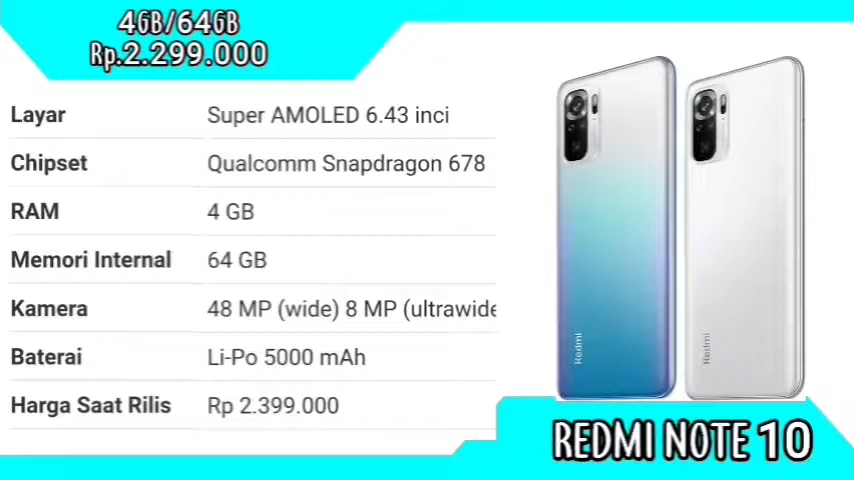 4GB/64GB
Rp.2.299.000
Layar Super AMOLED 6.43 inci
Chipset Qualcomm Snapdragon 678
RAM 4 GB
Memori Internal 64 GB
Kamera 48 MP (wide) 8 MP (ultrawide
Baterai Li-Po 5000 mAh
Harga Saat Rilis Rp 2.399.000
Redmi
Redmi
REDMI NOTE 10